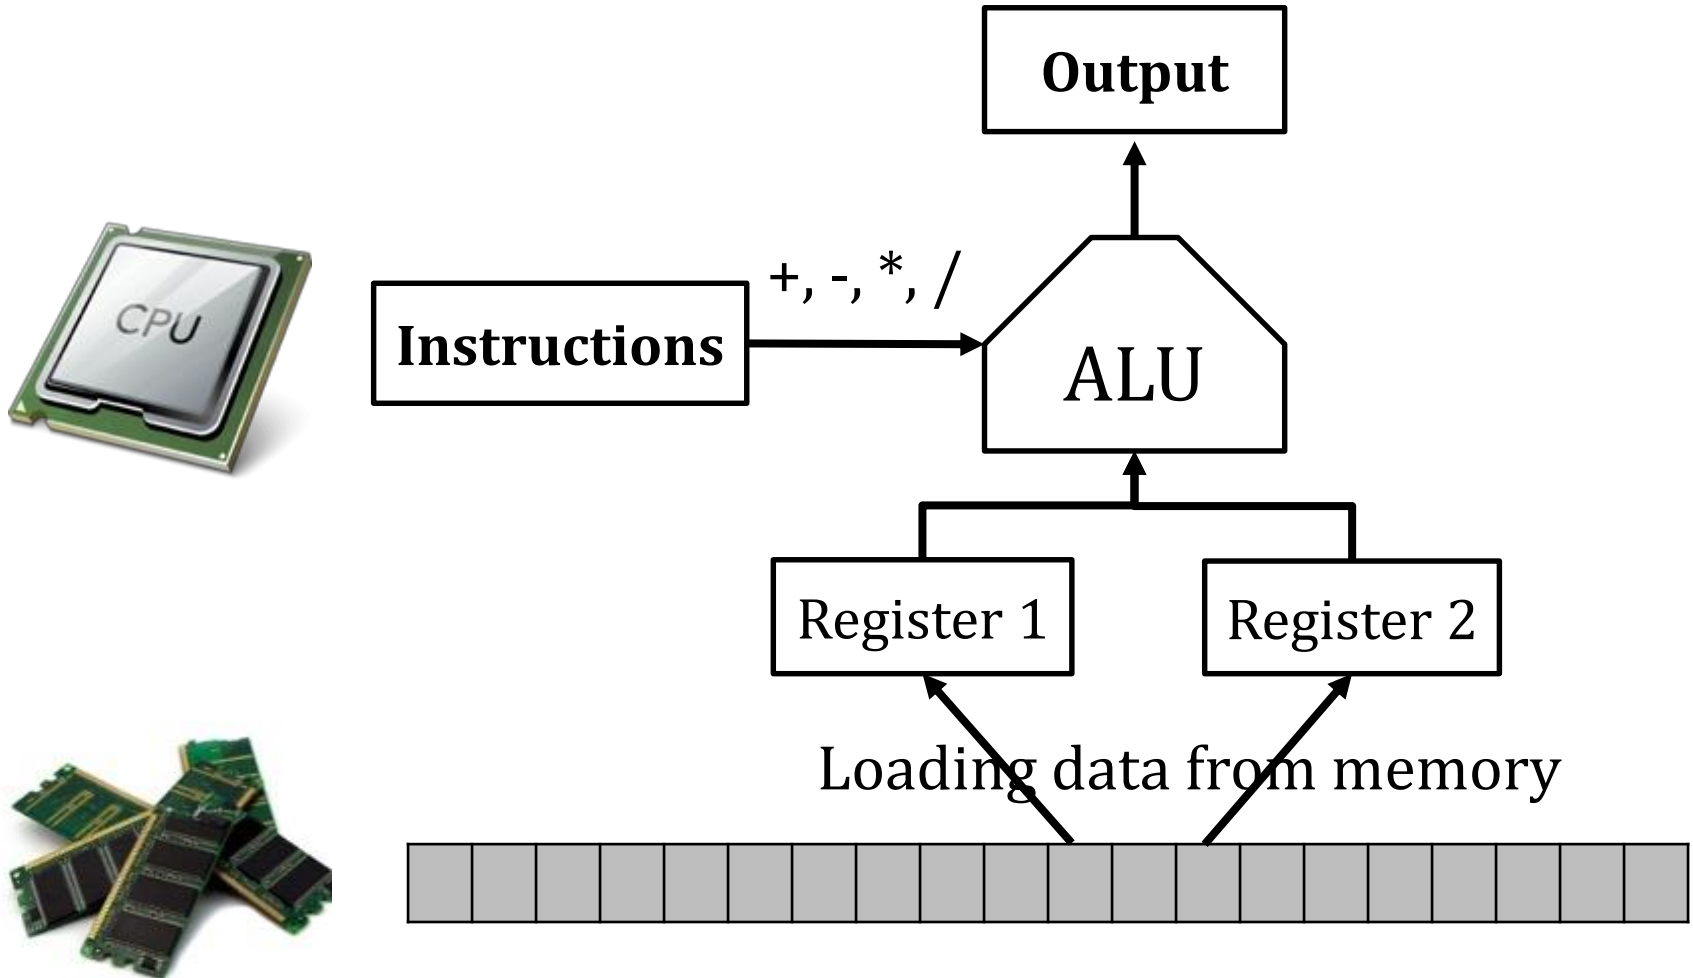 Output
+, -, *, /
CPU
Instructions
ALU
Register 1
Register 2
Loading data from memory